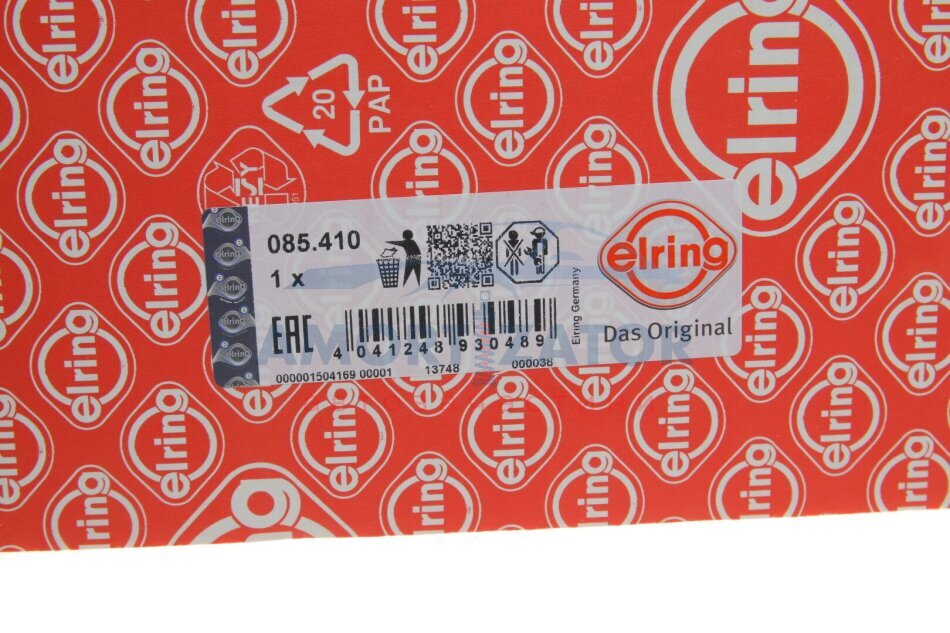 elring
20
PAP
085.410
1 x
EAC
4 041248 930489
000001504169 00001 13748 000038
Elring Germany
elring
Das Original
AMORTIZATOR